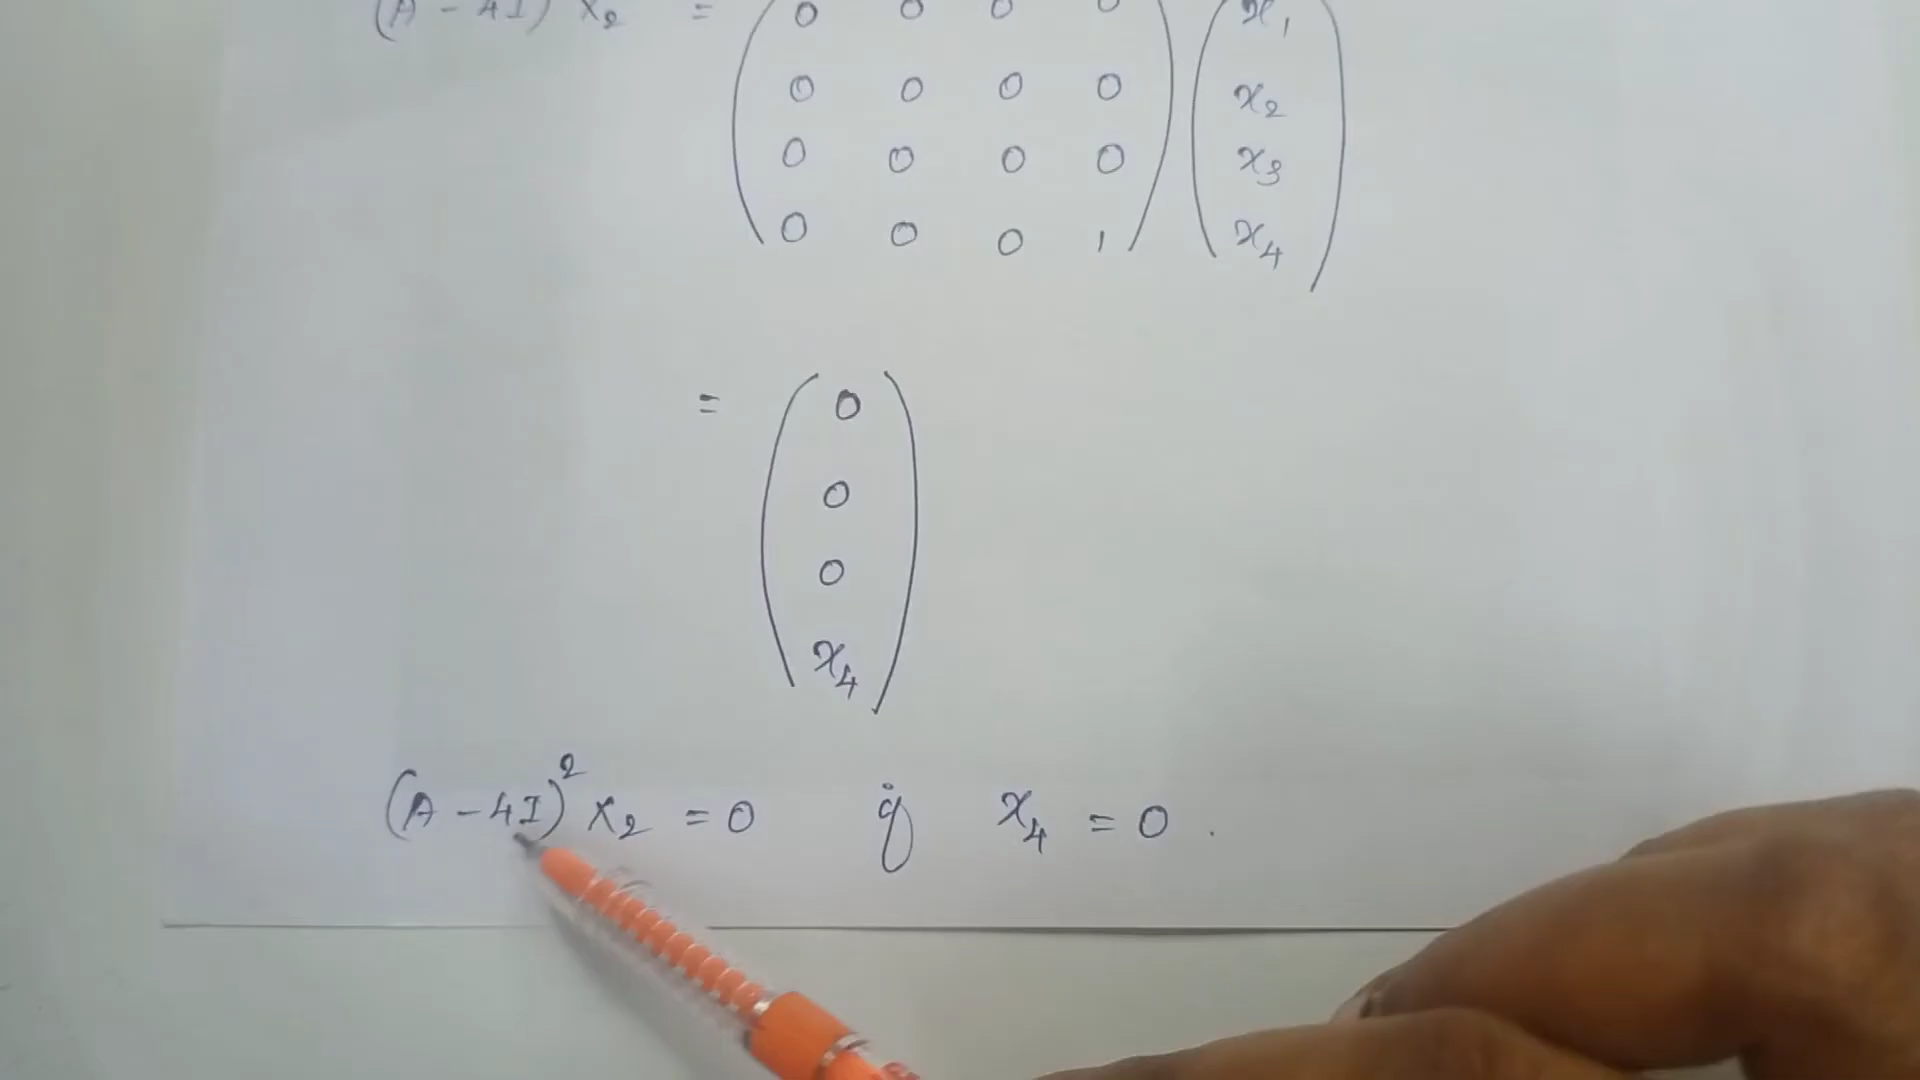 (A - 4I) X₂ = ( 0 0 0 0 ) ( x₁ )
0 0 0 0 x₂
0 0 0 0 x₃
0 0 0 1 x₄
= ( 0
0
0
x₄ )
(A - 4I)² X₂ = 0 if x₄ = 0.